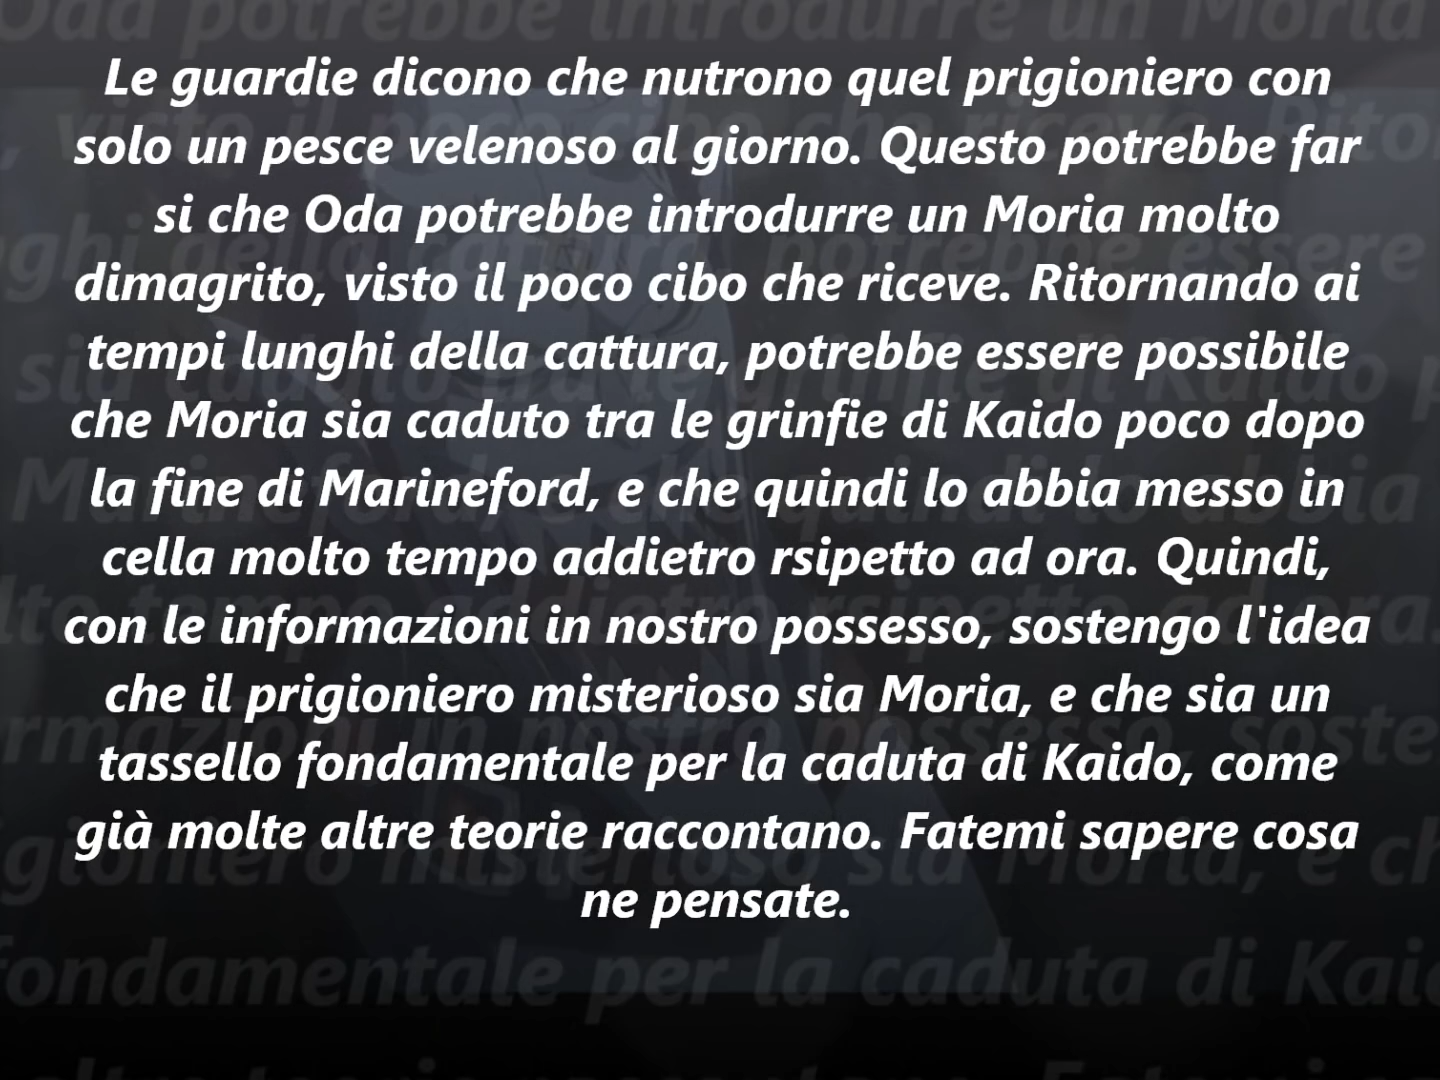 Le guardie dicono che nutrono quel prigioniero con
solo un pesce velenoso al giorno. Questo potrebbe far
si che Oda potrebbe introdurre un Moria molto
dimagrito, visto il poco cibo che riceve. Ritornando ai
tempi lunghi della cattura, potrebbe essere possibile
che Moria sia caduto tra le grinfie di Kaido poco dopo
la fine di Marineford, e che quindi lo abbia messo in
cella molto tempo addietro rsipetto ad ora. Quindi,
con le informazioni in nostro possesso, sostengo l'idea
che il prigioniero misterioso sia Moria, e che sia un
tassello fondamentale per la caduta di Kaido, come
già molte altre teorie raccontano. Fatemi sapere cosa
ne pensate.